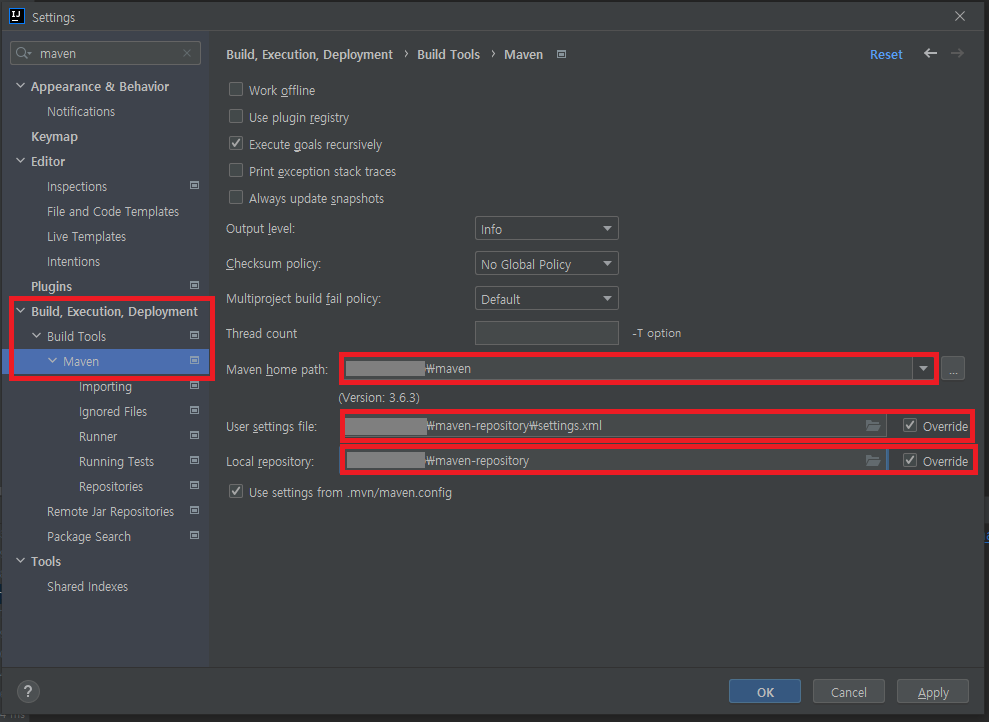 Settings
maven
Appearance & Behavior
Notifications
Keymap
Editor
Inspections
File and Code Templates
Live Templates
Intentions
Plugins
Build, Execution, Deployment
Build Tools
Maven
Importing
Ignored Files
Runner
Running Tests
Repositories
Remote Jar Repositories
Package Search
Tools
Shared Indexes
Build, Execution, Deployment › Build Tools › Maven
Reset
Work offline
Use plugin registry
Execute goals recursively
Print exception stack traces
Always update snapshots
Output level: Info
Checksum policy: No Global Policy
Multiproject build fail policy: Default
Thread count -T option
Maven home path: ₩maven ...
(Version: 3.6.3)
User settings file: ₩maven-repository₩settings.xml Override
Local repository: ₩maven-repository Override
Use settings from .mvn/maven.config
? OK Cancel Apply